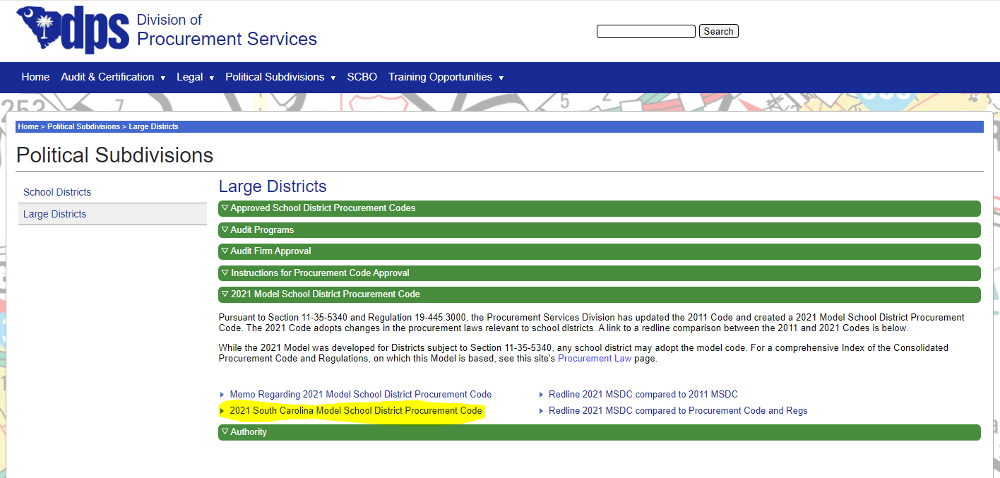 dps
Division of
Procurement Services
Search
Home Audit & Certification ▾ Legal ▾ Political Subdivisions ▾ SCBO Training Opportunities ▾
Home > Political Subdivisions > Large Districts
Political Subdivisions
School Districts
Large Districts
Large Districts
▽ Approved School District Procurement Codes
▽ Audit Programs
▽ Audit Firm Approval
▽ Instructions for Procurement Code Approval
▽ 2021 Model School District Procurement Code
Pursuant to Section 11-35-5340 and Regulation 19-445.3000, the Procurement Services Division has updated the 2011 Code and created a 2021 Model School District Procurement
Code. The 2021 Code adopts changes in the procurement laws relevant to school districts. A link to a redline comparison between the 2011 and 2021 Codes is below.
While the 2021 Model was developed for Districts subject to Section 11-35-5340, any school district may adopt the model code. For a comprehensive Index of the Consolidated
Procurement Code and Regulations, on which this Model is based, see this site's Procurement Law page.
Memo Regarding 2021 Model School District Procurement Code
Redline 2021 MSDC compared to 2011 MSDC
2021 South Carolina Model School District Procurement Code
Redline 2021 MSDC compared to Procurement Code and Regs
▽ Authority